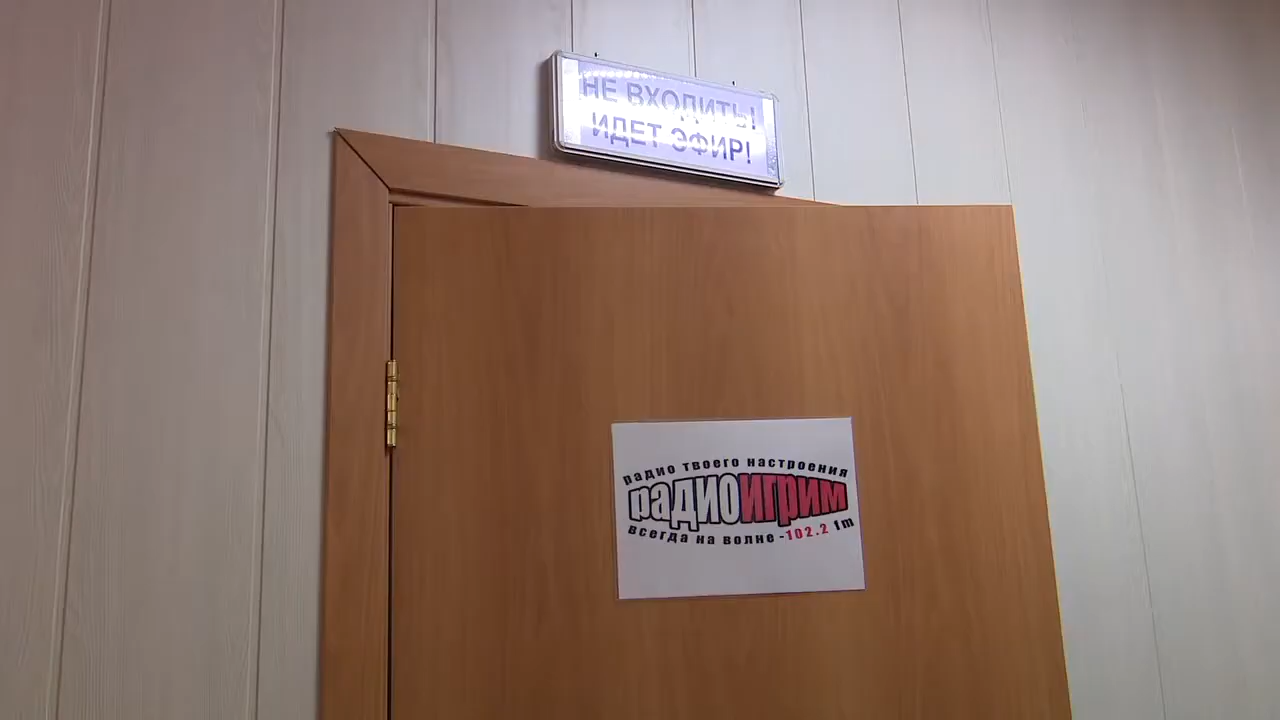 НЕ ВХОДИТЬ!
ИДЕТ ЭФИР!
радио твоего настроения
радиоигрим
всегда на волне - 102.2 fm